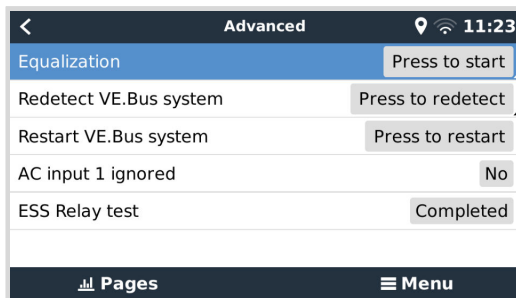 Advanced 11:23
Equalization Press to start
Redetect VE.Bus system Press to redetect
Restart VE.Bus system Press to restart
AC input 1 ignored No
ESS Relay test Completed
Pages Menu